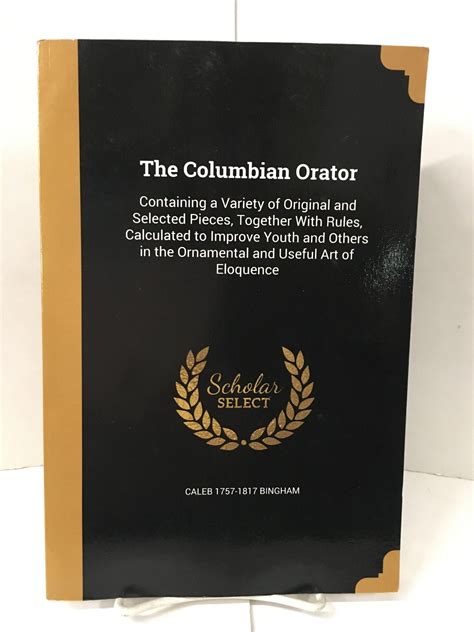 The Columbian Orator
Containing a Variety of Original and
Selected Pieces, Together With Rules,
Calculated to Improve Youth and Others
in the Ornamental and Useful Art of
Eloquence
Scholar
SELECT
CALEB 1757-1817 BINGHAM